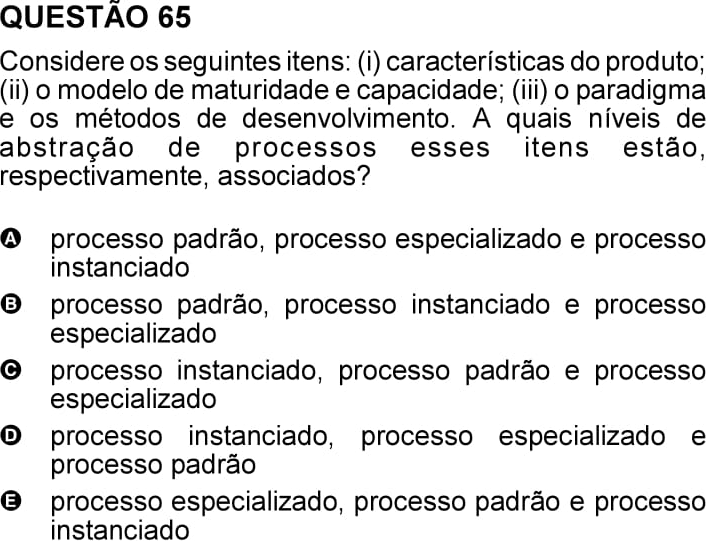 QUESTÃO 65
Considere os seguintes itens: (i) características do produto;
(ii) o modelo de maturidade e capacidade; (iii) o paradigma
e os métodos de desenvolvimento. A quais níveis de
abstração de processos esses itens estão,
respectivamente, associados?
A processo padrão, processo especializado e processo
instanciado
B processo padrão, processo instanciado e processo
especializado
C processo instanciado, processo padrão e processo
especializado
D processo instanciado, processo especializado e
processo padrão
E processo especializado, processo padrão e processo
instanciado